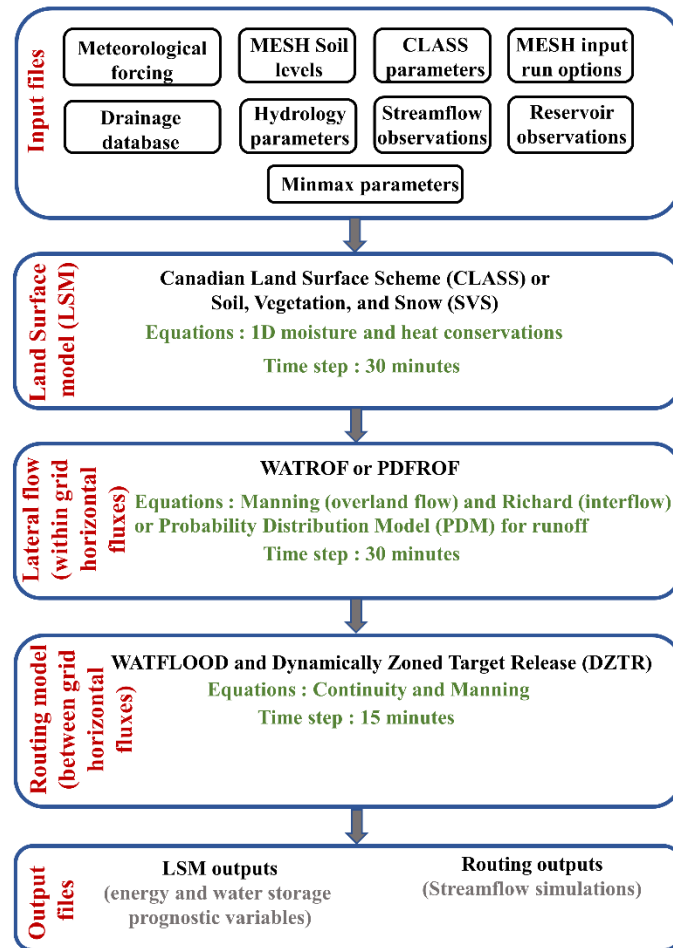 Input files
Meteorological
forcing
MESH Soil
levels
CLASS
parameters
MESH input
run options
Drainage
database
Hydrology
parameters
Streamflow
observations
Reservoir
observations
Minmax parameters
Land Surface
model (LSM)
Canadian Land Surface Scheme (CLASS) or
Soil, Vegetation, and Snow (SVS)
Equations : 1D moisture and heat conservations
Time step : 30 minutes
Lateral flow
(within grid
horizontal
fluxes)
WATROF or PDFROF
Equations : Manning (overland flow) and Richard (interflow)
or Probability Distribution Model (PDM) for runoff
Time step : 30 minutes
Routing model
(between grid
horizontal
fluxes)
WATFLOOD and Dynamically Zoned Target Release (DZTR)
Equations : Continuity and Manning
Time step : 15 minutes
Output
files
LSM outputs
(energy and water storage
prognostic variables)
Routing outputs
(Streamflow simulations)